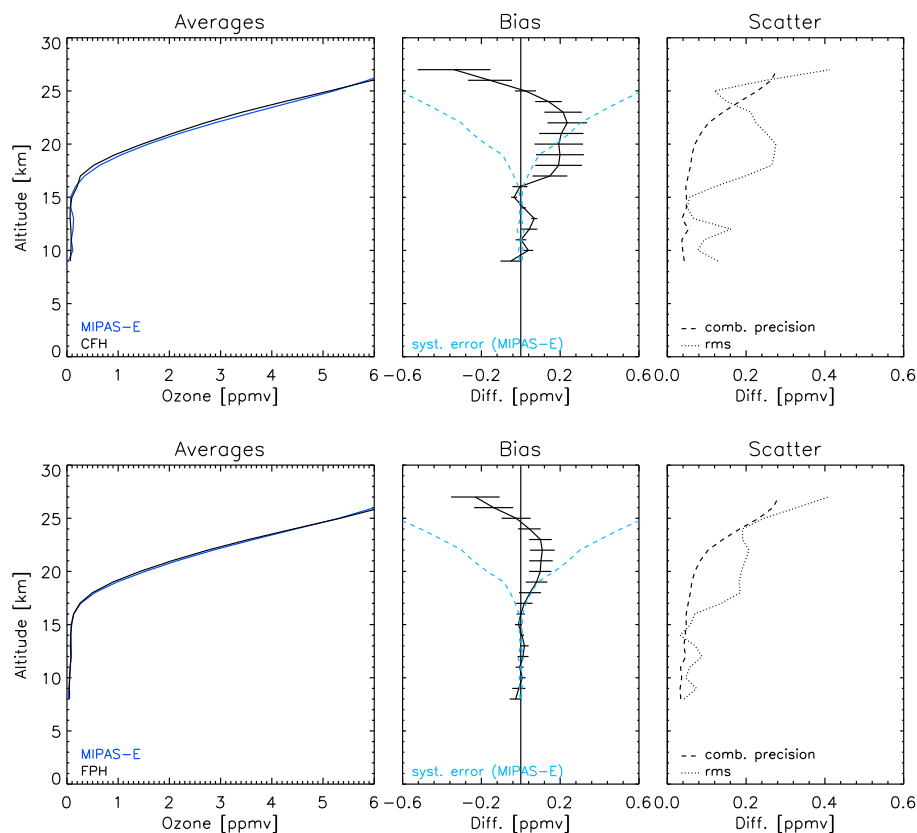 Averages
Bias
Scatter
30
25
20
15
10
5
0
Altitude [km]
MIPAS-E
CFH
syst. error (MIPAS-E)
comb. precision
rms
0 1 2 3 4 5 6
-0.6 -0.2 0.2 0.6
0.0 0.2 0.4 0.6
Ozone [ppmv]
Diff. [ppmv]
Diff. [ppmv]
Averages
Bias
Scatter
30
25
20
15
10
5
0
Altitude [km]
MIPAS-E
FPH
syst. error (MIPAS-E)
comb. precision
rms
0 1 2 3 4 5 6
-0.6 -0.2 0.2 0.6
0.0 0.2 0.4 0.6
Ozone [ppmv]
Diff. [ppmv]
Diff. [ppmv]